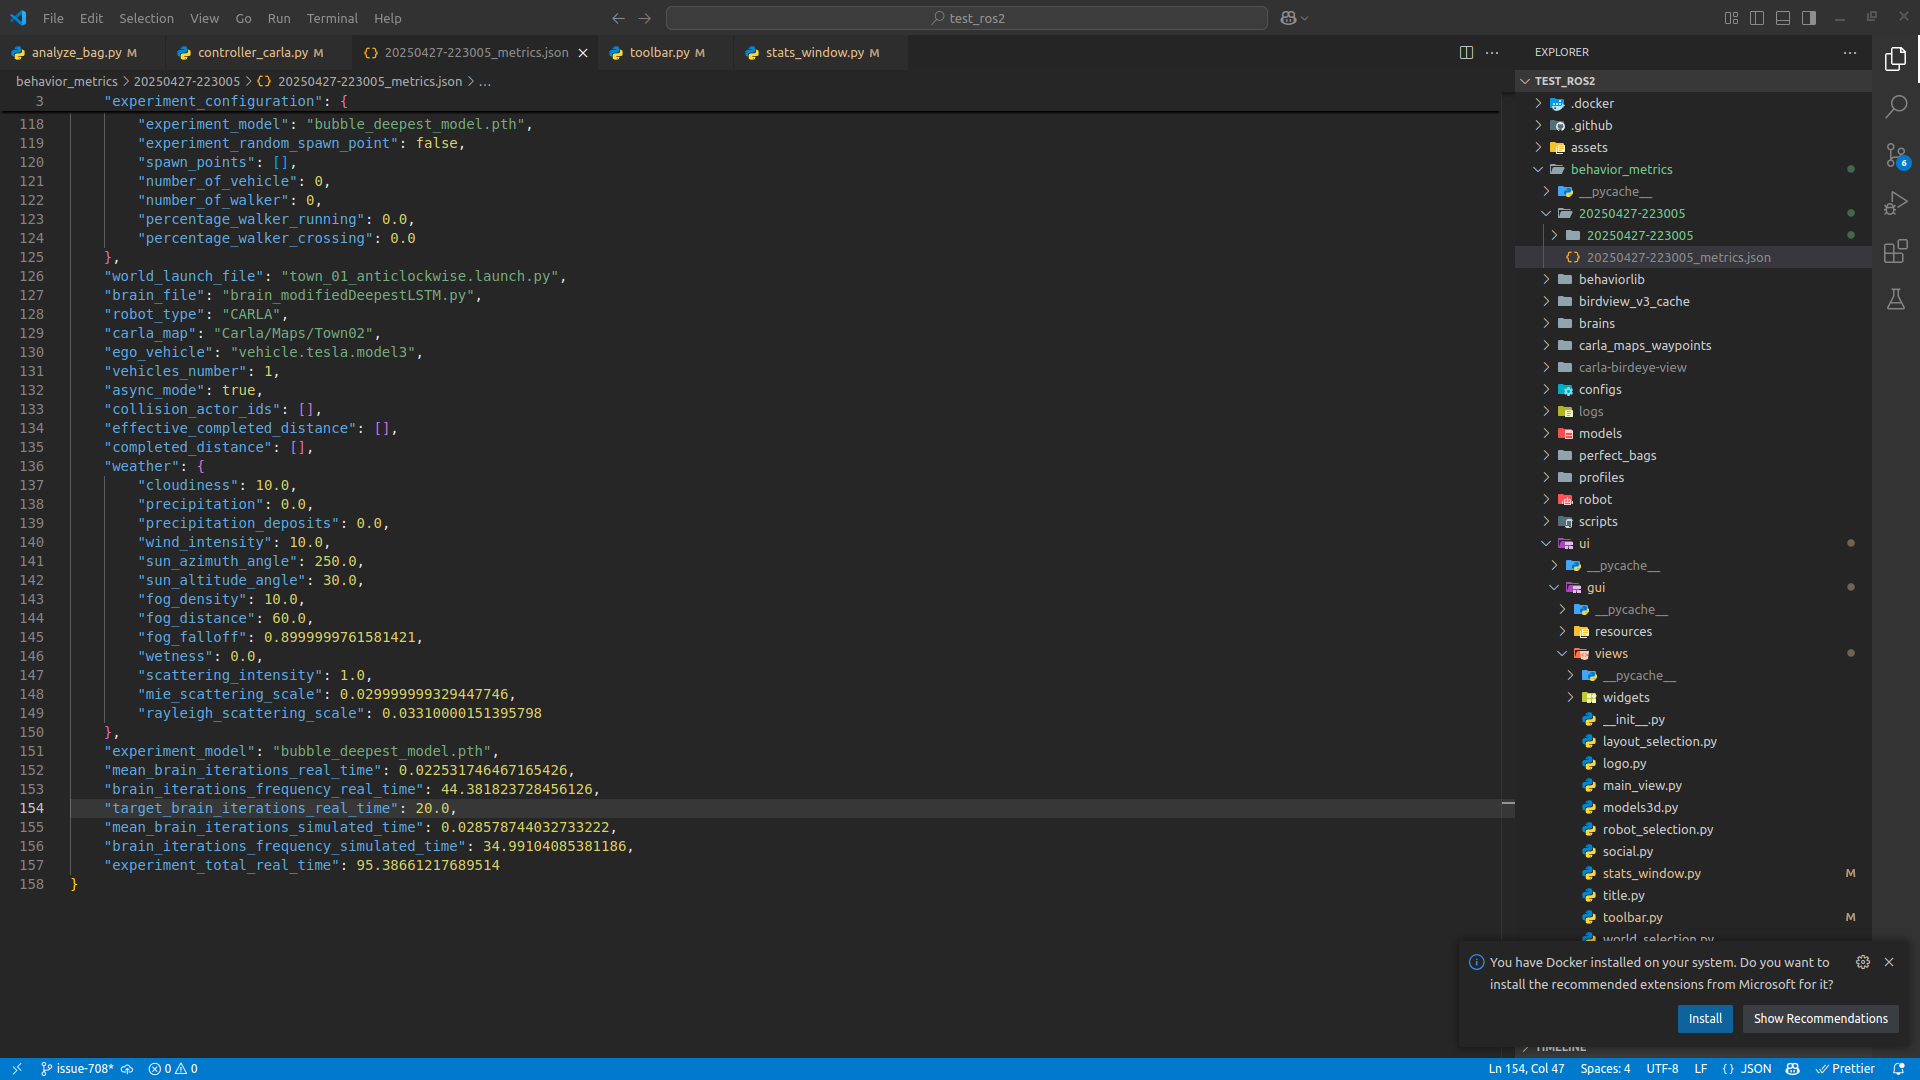 File Edit Selection View Go Run Terminal Help
test_ros2
analyze_bag.py M
controller_carla.py M
20250427-223005_metrics.json
toolbar.py M
stats_window.py M
behavior_metrics > 20250427-223005 > {} 20250427-223005_metrics.json > ...
3 "experiment_configuration": {
118 "experiment_model": "bubble_deepest_model.pth",
119 "experiment_random_spawn_point": false,
120 "spawn_points": [],
121 "number_of_vehicle": 0,
122 "number_of_walker": 0,
123 "percentage_walker_running": 0.0,
124 "percentage_walker_crossing": 0.0
125 },
126 "world_launch_file": "town_01_anticlockwise.launch.py",
127 "brain_file": "brain_modifiedDeepestLSTM.py",
128 "robot_type": "CARLA",
129 "carla_map": "Carla/Maps/Town02",
130 "ego_vehicle": "vehicle.tesla.model3",
131 "vehicles_number": 1,
132 "async_mode": true,
133 "collision_actor_ids": [],
134 "effective_completed_distance": [],
135 "completed_distance": [],
136 "weather": {
137 "cloudiness": 10.0,
138 "precipitation": 0.0,
139 "precipitation_deposits": 0.0,
140 "wind_intensity": 10.0,
141 "sun_azimuth_angle": 250.0,
142 "sun_altitude_angle": 30.0,
143 "fog_density": 10.0,
144 "fog_distance": 60.0,
145 "fog_falloff": 0.8999999761581421,
146 "wetness": 0.0,
147 "scattering_intensity": 1.0,
148 "mie_scattering_scale": 0.029999999329447746,
149 "rayleigh_scattering_scale": 0.03310000151395798
150 },
151 "experiment_model": "bubble_deepest_model.pth",
152 "mean_brain_iterations_real_time": 0.022531746467165426,
153 "brain_iterations_frequency_real_time": 44.381823728456126,
154 "target_brain_iterations_real_time": 20.0,
155 "mean_brain_iterations_simulated_time": 0.028578744032733222,
156 "brain_iterations_frequency_simulated_time": 34.99104085381186,
157 "experiment_total_real_time": 95.38661217689514
158 }
EXPLORER
TEST_ROS2
.docker
.github
assets
behavior_metrics
__pycache__
20250427-223005
20250427-223005
{} 20250427-223005_metrics.json
behaviorlib
birdview_v3_cache
brains
carla_maps_waypoints
carla-birdeye-view
configs
logs
models
perfect_bags
profiles
robot
scripts
ui
__pycache__
gui
__pycache__
resources
views
__pycache__
widgets
__init__.py
layout_selection.py
logo.py
main_view.py
models3d.py
robot_selection.py
social.py
stats_window.py M
title.py
toolbar.py M
world_selection.py
6
You have Docker installed on your system. Do you want to
install the recommended extensions from Microsoft for it?
Install
Show Recommendations
TIMELINE
issue-708*
0 0
Ln 154, Col 47 Spaces: 4 UTF-8 LF {} JSON Prettier